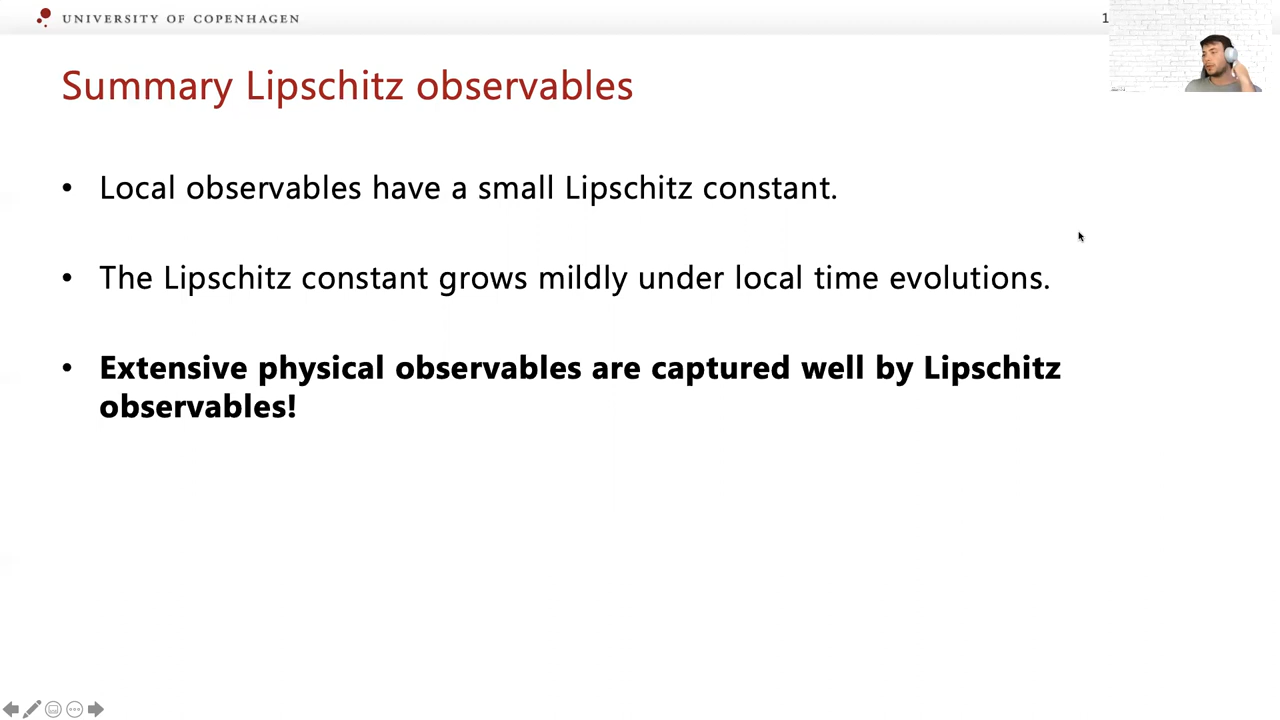 UNIVERSITY OF COPENHAGEN
1
Summary Lipschitz observables
• Local observables have a small Lipschitz constant.
• The Lipschitz constant grows mildly under local time evolutions.
• Extensive physical observables are captured well by Lipschitz
observables!